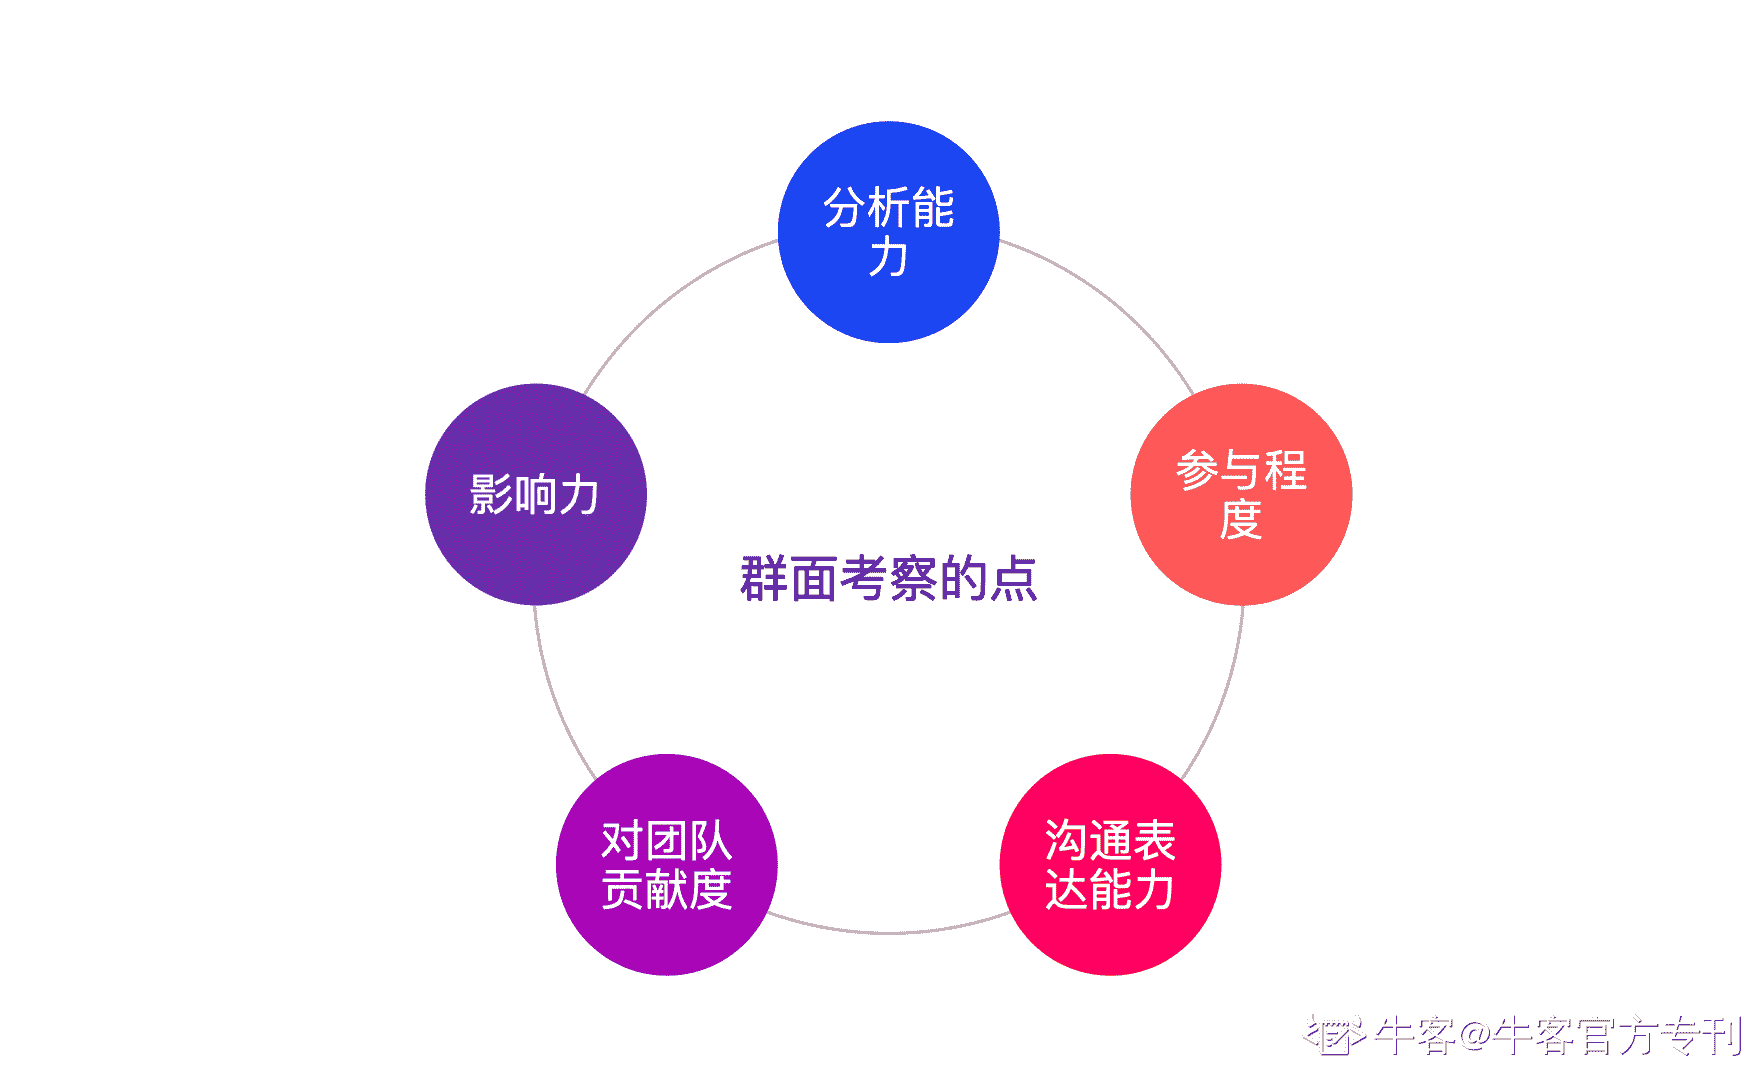 分析能
力
参与程
度
影响力
群面考察的点
对团队
贡献度
沟通表
达能力
牛客@牛客官方专刊